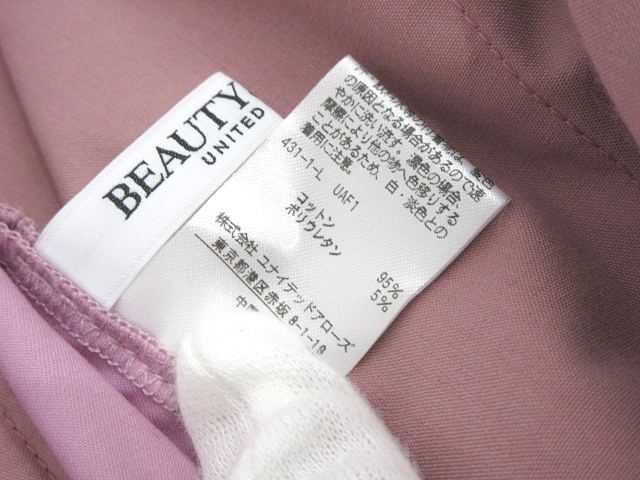 BEAUTY
UNITED
の原因となる場合があるので速
やかに洗い流す。濃色の場合、
摩擦により他の物へ色移りする
ことがあるため、白・淡色との
着用に注意。
431-1-L UAF1
コットン 95%
ポリウレタン 5%
株式会社 ユナイテッドアローズ
東京都港区赤坂8-1-19
中